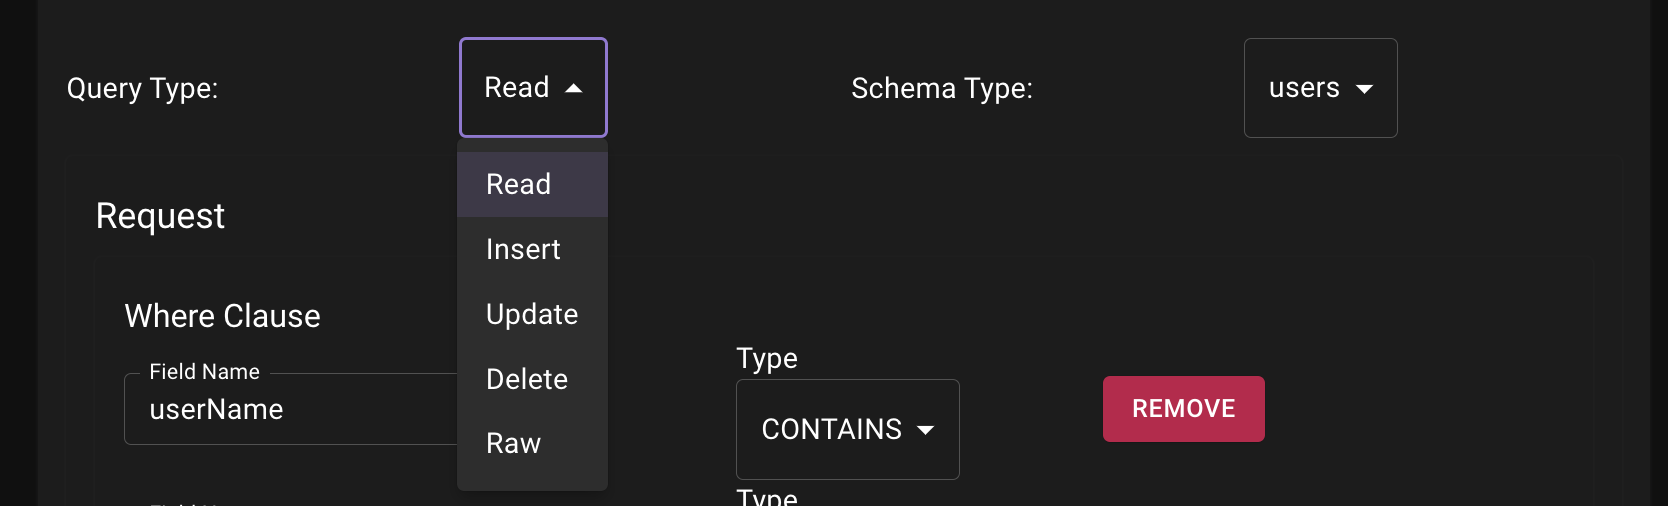 Query Type:
Read
Schema Type:
users
Read
Insert
Update
Delete
Raw
Request
Where Clause
Field Name
userName
Type
CONTAINS
REMOVE
Type